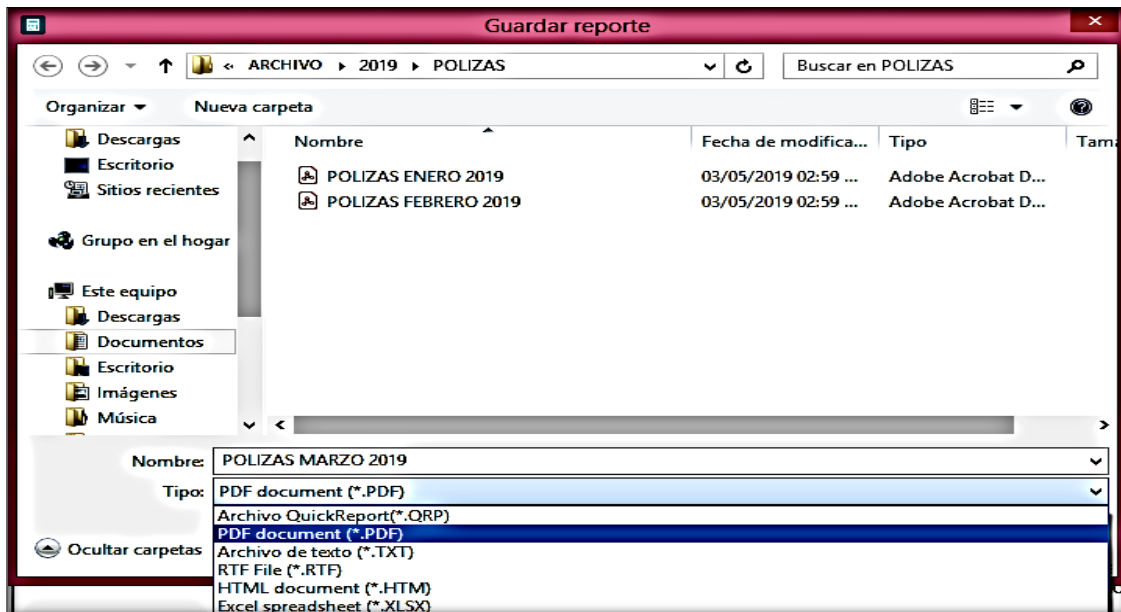 Guardar reporte
« ARCHIVO ▸ 2019 ▸ POLIZAS
Buscar en POLIZAS
Organizar
Nueva carpeta
Descargas
Escritorio
Sitios recientes
Grupo en el hogar
Este equipo
Descargas
Documentos
Escritorio
Imágenes
Música
Nombre Fecha de modifica... Tipo Tam
POLIZAS ENERO 2019 03/05/2019 02:59 ... Adobe Acrobat D...
POLIZAS FEBRERO 2019 03/05/2019 02:59 ... Adobe Acrobat D...
Nombre: POLIZAS MARZO 2019
Tipo: PDF document (*.PDF)
Archivo QuickReport(*.QRP)
PDF document (*.PDF)
Archivo de texto (*.TXT)
RTF File (*.RTF)
HTML document (*.HTM)
Excel spreadsheet (*.XLSX)
Ocultar carpetas